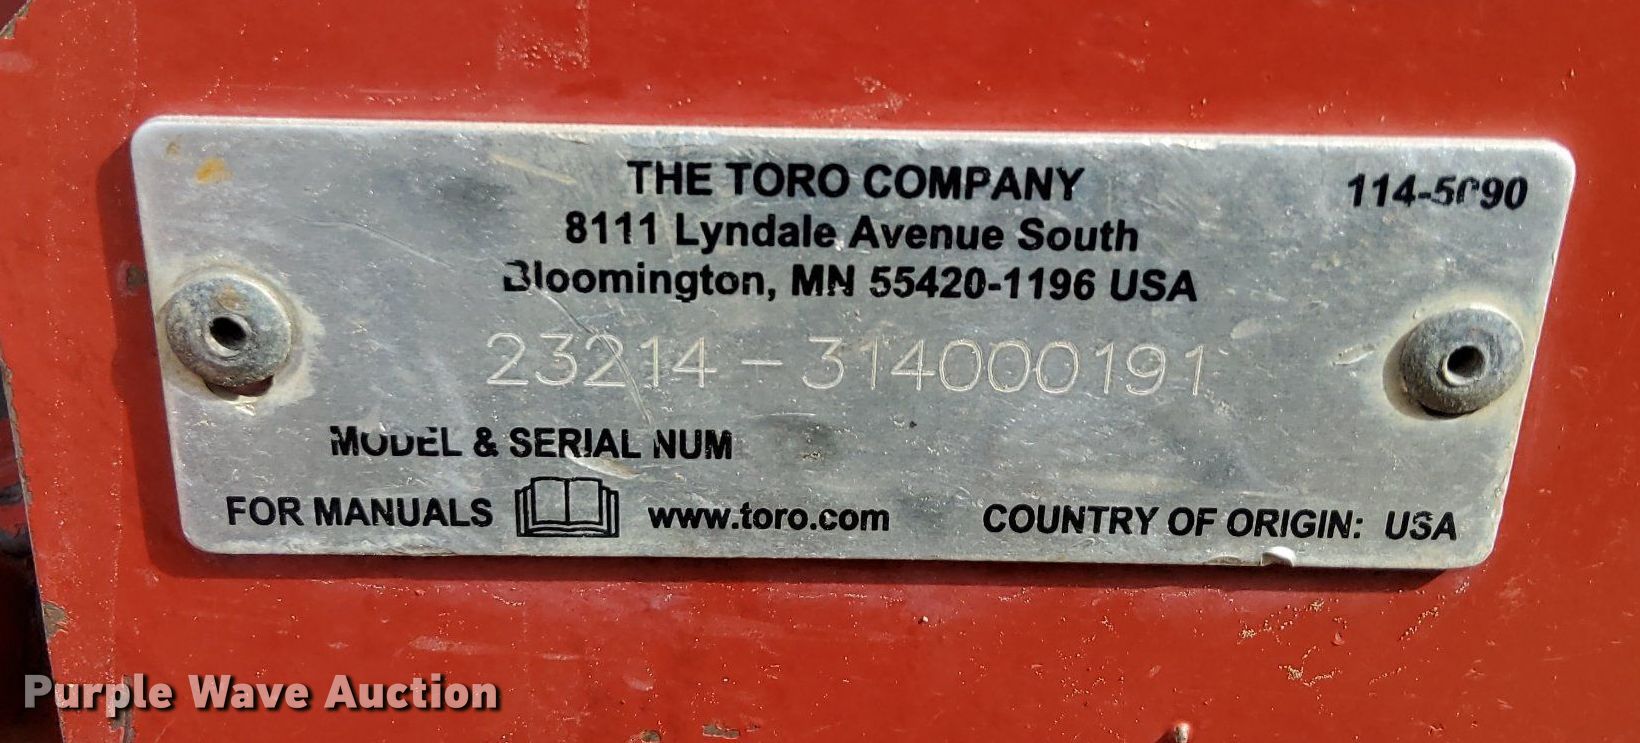 THE TORO COMPANY
114-5090
8111 Lyndale Avenue South
Bloomington, MN 55420-1196 USA
23214-314000191
MODEL & SERIAL NUM
FOR MANUALS www.toro.com COUNTRY OF ORIGIN: USA
Purple Wave Auction